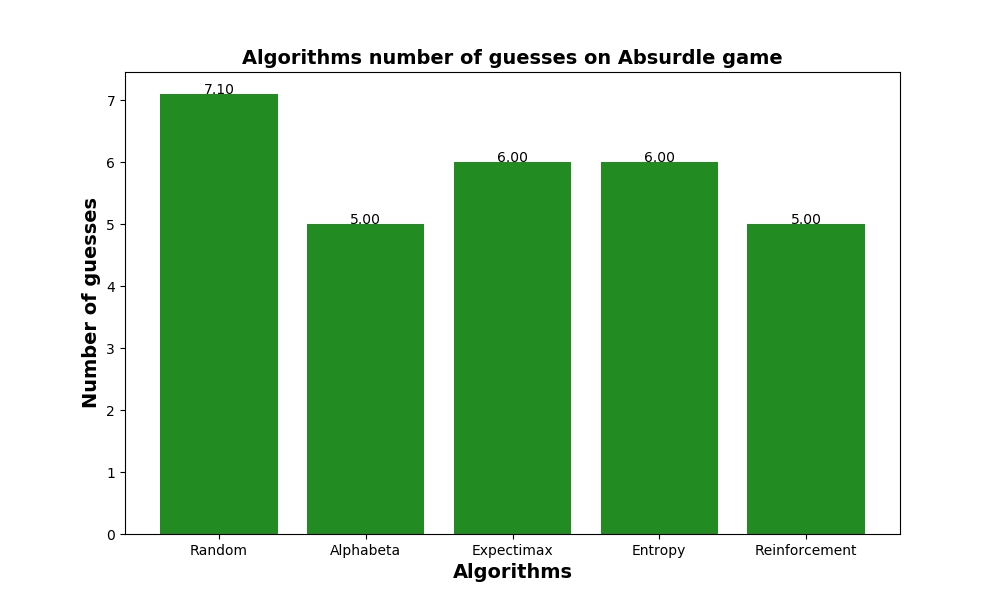 Algorithms number of guesses on Absurdle game
7.10
5.00
6.00
6.00
5.00
7
6
5
4
3
2
1
0
Number of guesses
Random
Alphabeta
Expectimax
Entropy
Reinforcement
Algorithms